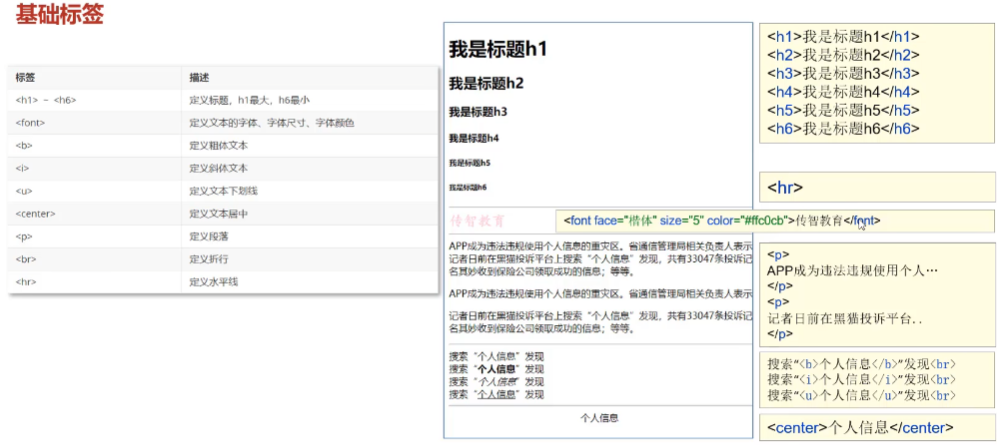 基础标签
标签 描述
<h1> - <h6> 定义标题，h1最大，h6最小
<font> 定义文本的字体、字体尺寸、字体颜色
<b> 定义粗体文本
<i> 定义斜体文本
<u> 定义文本下划线
<center> 定义文本居中
<p> 定义段落
<br> 定义折行
<hr> 定义水平线
我是标题h1
我是标题h2
我是标题h3
我是标题h4
我是标题h5
我是标题h6
传智教育
APP成为违法违规使用个人信息的重灾区。省通信管理局相关负责人表示
记者日前在黑猫投诉平台上搜索“个人信息”发现，共有33047条投诉记
名其妙收到保险公司领取成功的信息；等等。
APP成为违法违规使用个人信息的重灾区。省通信管理局相关负责人表示
记者日前在黑猫投诉平台上搜索“个人信息”发现，共有33047条投诉记
名其妙收到保险公司领取成功的信息；等等。
搜索“个人信息”发现
搜索“个人信息”发现
搜索“个人信息”发现
搜索“个人信息”发现
个人信息
<h1>我是标题h1</h1>
<h2>我是标题h2</h2>
<h3>我是标题h3</h3>
<h4>我是标题h4</h4>
<h5>我是标题h5</h5>
<h6>我是标题h6</h6>
<hr>
<font face="楷体" size="5" color="#ffc0cb">传智教育</font>
<p>
APP成为违法违规使用个人…
</p>
<p>
记者日前在黑猫投诉平台..
</p>
搜索“<b>个人信息</b>”发现<br>
搜索“<i>个人信息</i>”发现<br>
搜索“<u>个人信息</u>”发现<br>
<center>个人信息</center>